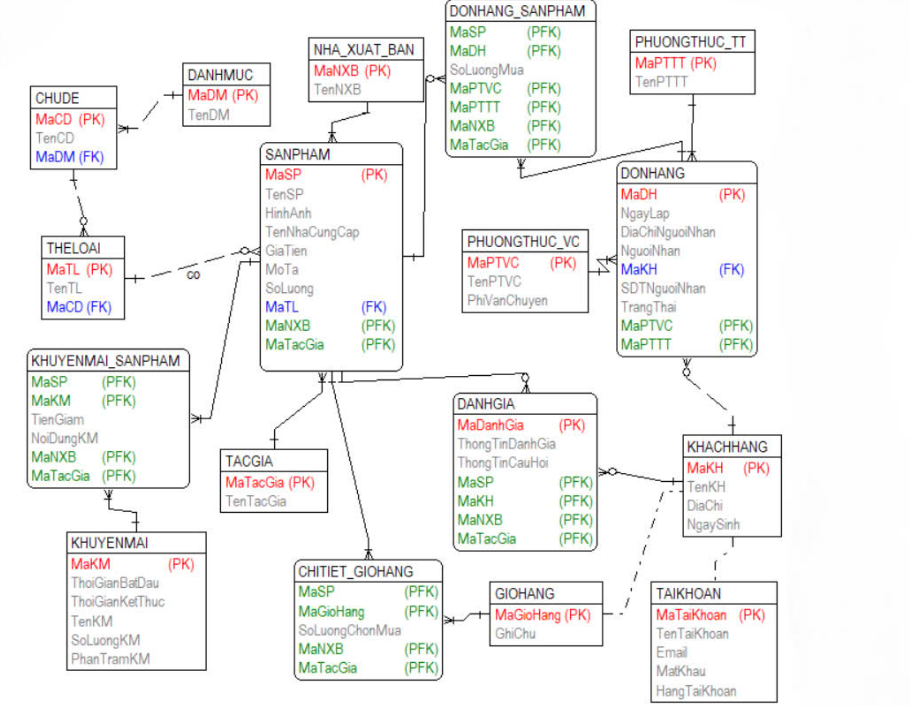 DONHANG_SANPHAM
MaSP (PFK)
MaDH (PFK)
SoLuongMua
MaPTVC (PFK)
MaPTTT (PFK)
MaNXB (PFK)
MaTacGia (PFK)
PHUONGTHUC_TT
MaPTTT (PK)
TenPTTT
NHA_XUAT_BAN
MaNXB (PK)
TenNXB
DANHMUC
MaDM (PK)
TenDM
CHUDE
MaCD (PK)
TenCD
MaDM (FK)
SANPHAM
MaSP (PK)
TenSP
HinhAnh
TenNhaCungCap
GiaTien
MoTa
SoLuong
MaTL (FK)
MaNXB (PFK)
MaTacGia (PFK)
DONHANG
MaDH (PK)
NgayLap
DiaChiNguoiNhan
NguoiNhan
MaKH (FK)
SDTNguoiNhan
TrangThai
MaPTVC (PFK)
MaPTTT (PFK)
PHUONGTHUC_VC
MaPTVC (PK)
TenPTVC
PhiVanChuyen
THELOAI
MaTL (PK)
TenTL
MaCD (FK)
co
KHUYENMAI_SANPHAM
MaSP (PFK)
MaKM (PFK)
TienGiam
NoiDungKM
MaNXB (PFK)
MaTacGia (PFK)
DANHGIA
MaDanhGia (PK)
ThongTinDanhGia
ThongTinCauHoi
MaSP (PFK)
MaKH (PFK)
MaNXB (PFK)
MaTacGia (PFK)
KHACHHANG
MaKH (PK)
TenKH
DiaChi
NgaySinh
TACGIA
MaTacGia (PK)
TenTacGia
KHUYENMAI
MaKM (PK)
ThoiGianBatDau
ThoiGianKetThuc
TenKM
SoLuongKM
PhanTramKM
CHITIET_GIOHANG
MaSP (PFK)
MaGioHang (PFK)
SoLuongChonMua
MaNXB (PFK)
MaTacGia (PFK)
GIOHANG
MaGioHang (PK)
GhiChu
TAIKHOAN
MaTaiKhoan (PK)
TenTaiKhoan
Email
MatKhau
HangTaiKhoan